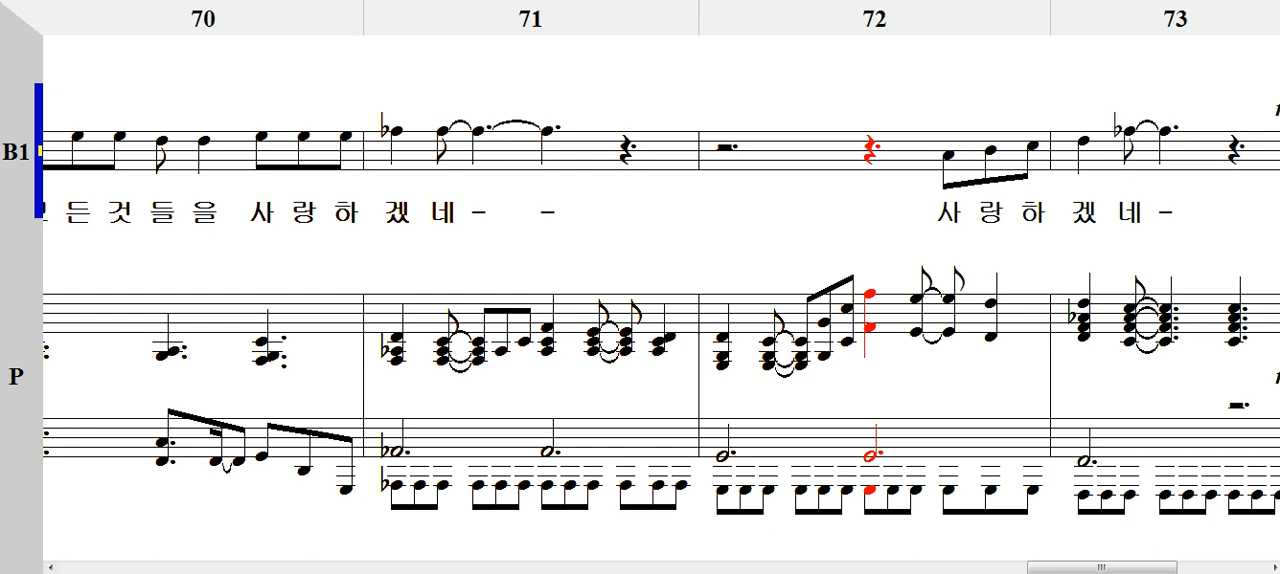 70 71 72 73
B1
든 것 들 을 사 랑 하 겠 네 - - 사 랑 하 겠 네 -
P